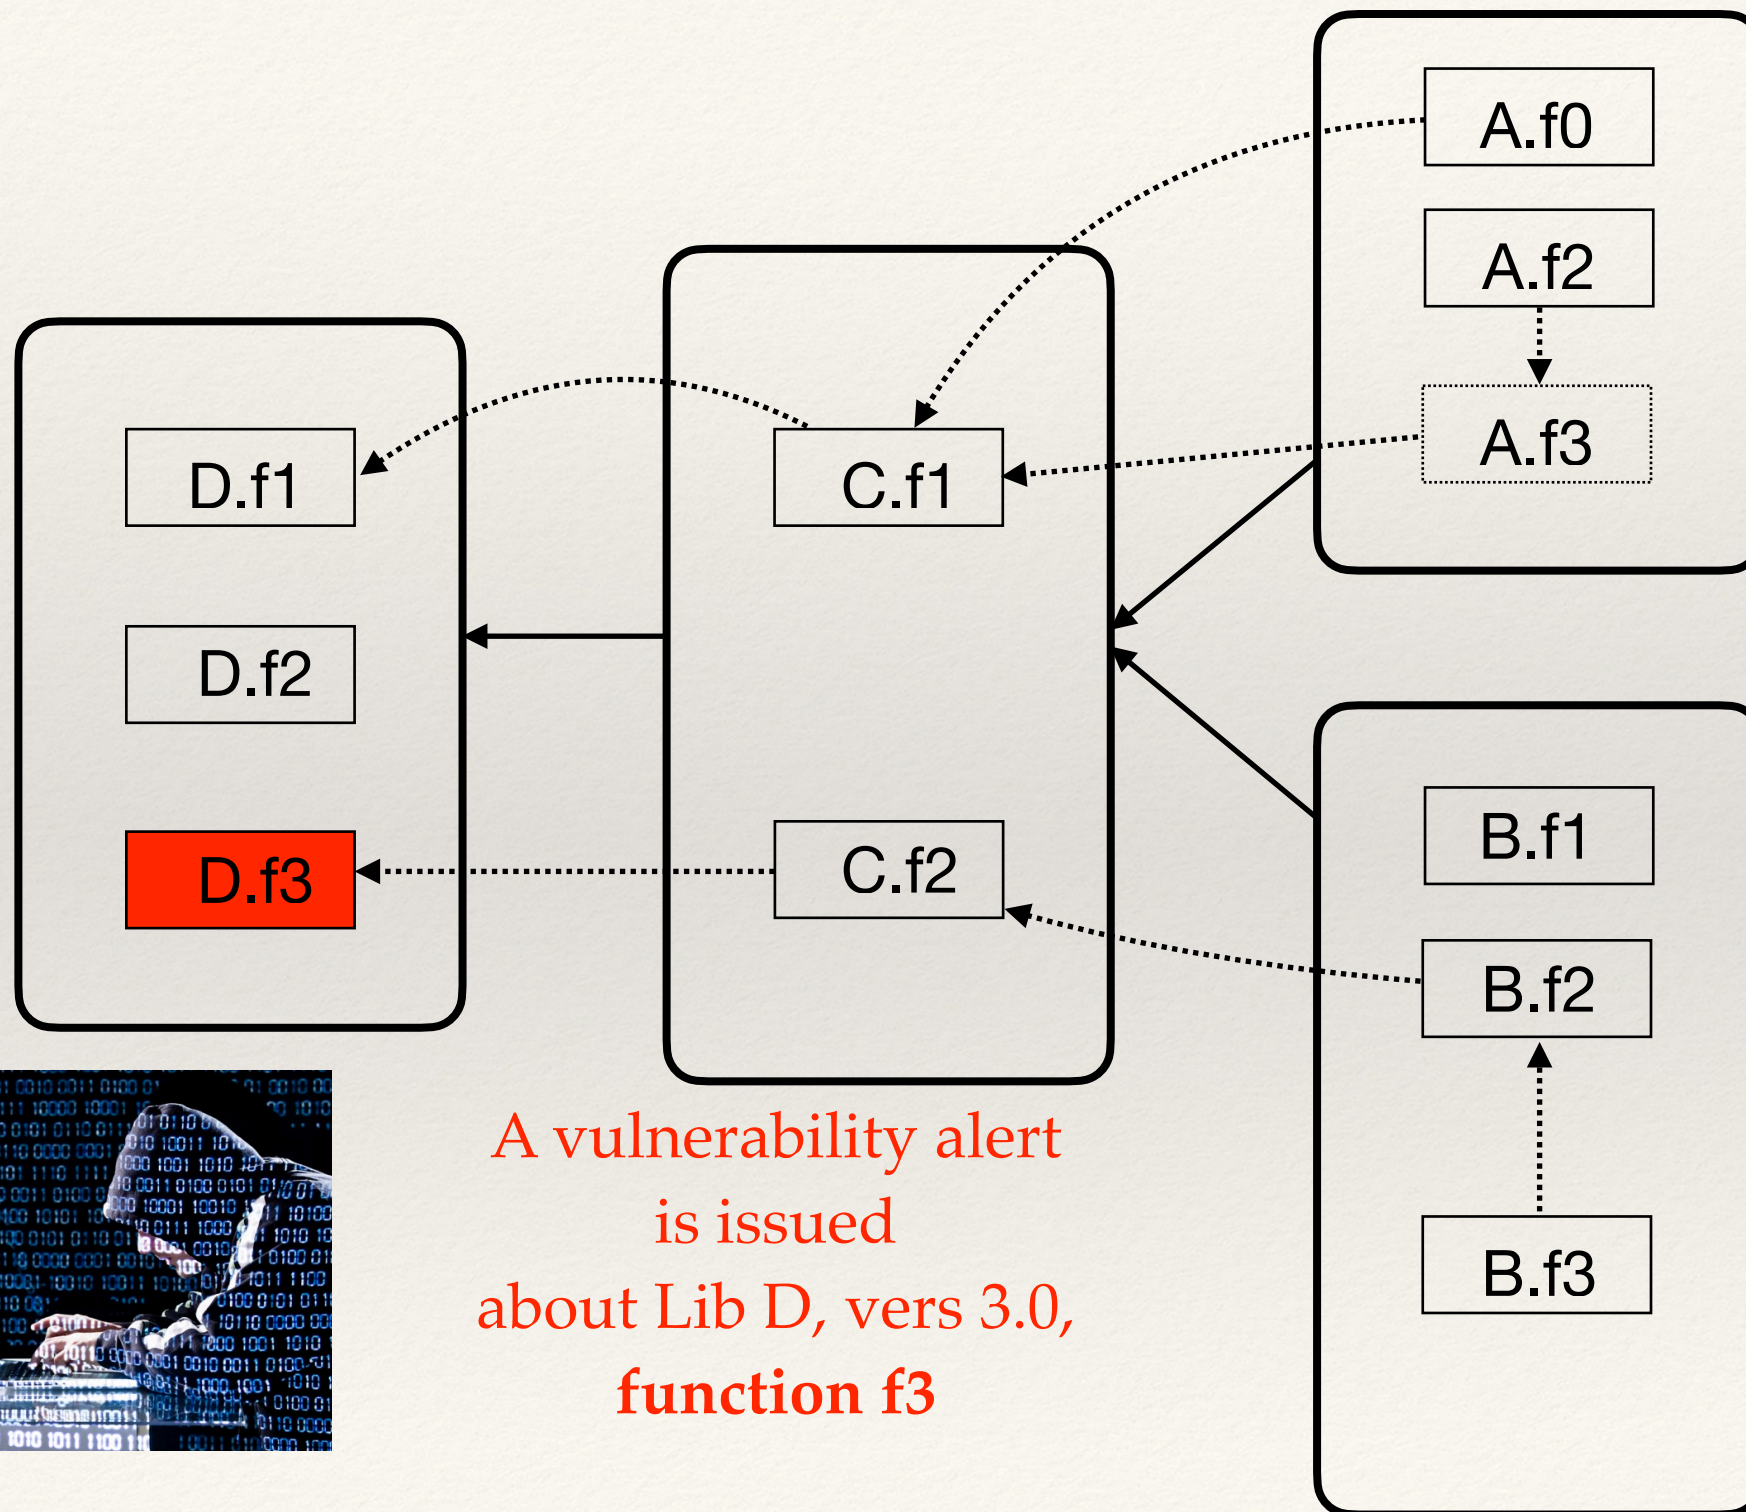 A.f0
A.f2
A.f3
D.f1
C.f1
D.f2
D.f3
C.f2
B.f1
B.f2
B.f3
A vulnerability alert
is issued
about Lib D, vers 3.0,
function f3